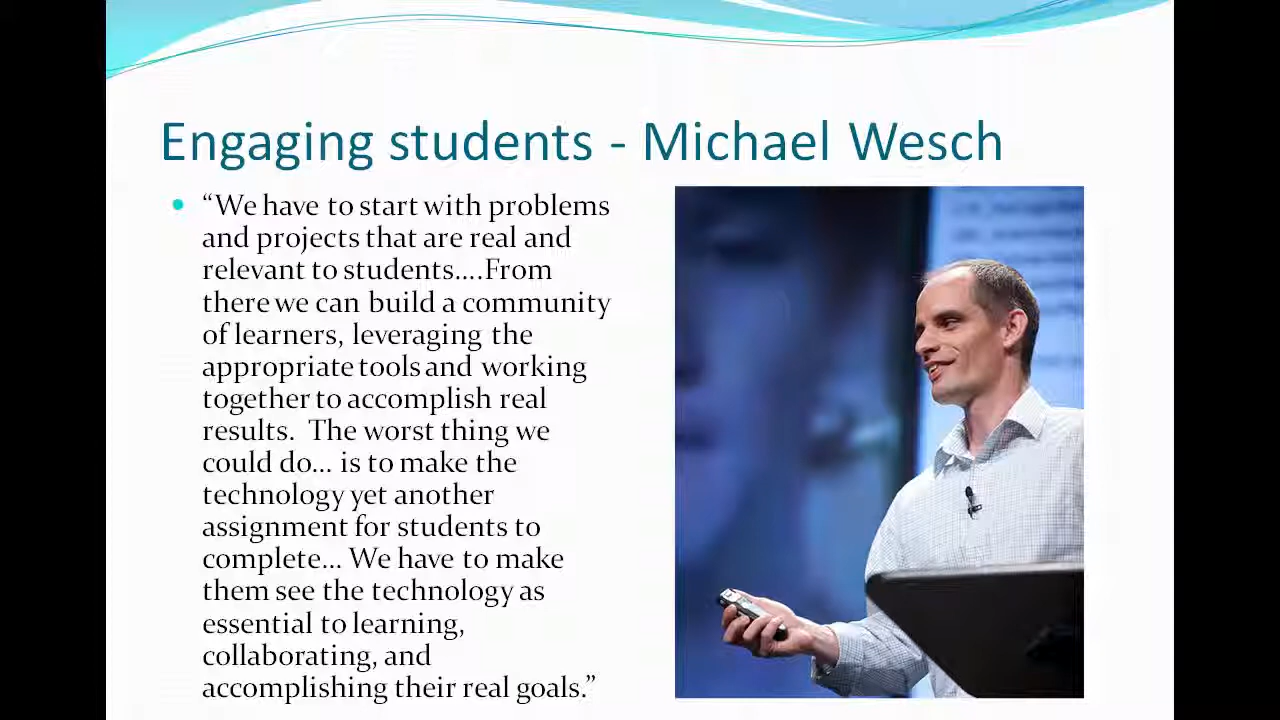 Engaging students - Michael Wesch
“We have to start with problems
and projects that are real and
relevant to students....From
there we can build a community
of learners, leveraging the
appropriate tools and working
together to accomplish real
results.  The worst thing we
could do... is to make the
technology yet another
assignment for students to
complete... We have to make
them see the technology as
essential to learning,
collaborating, and
accomplishing their real goals.”